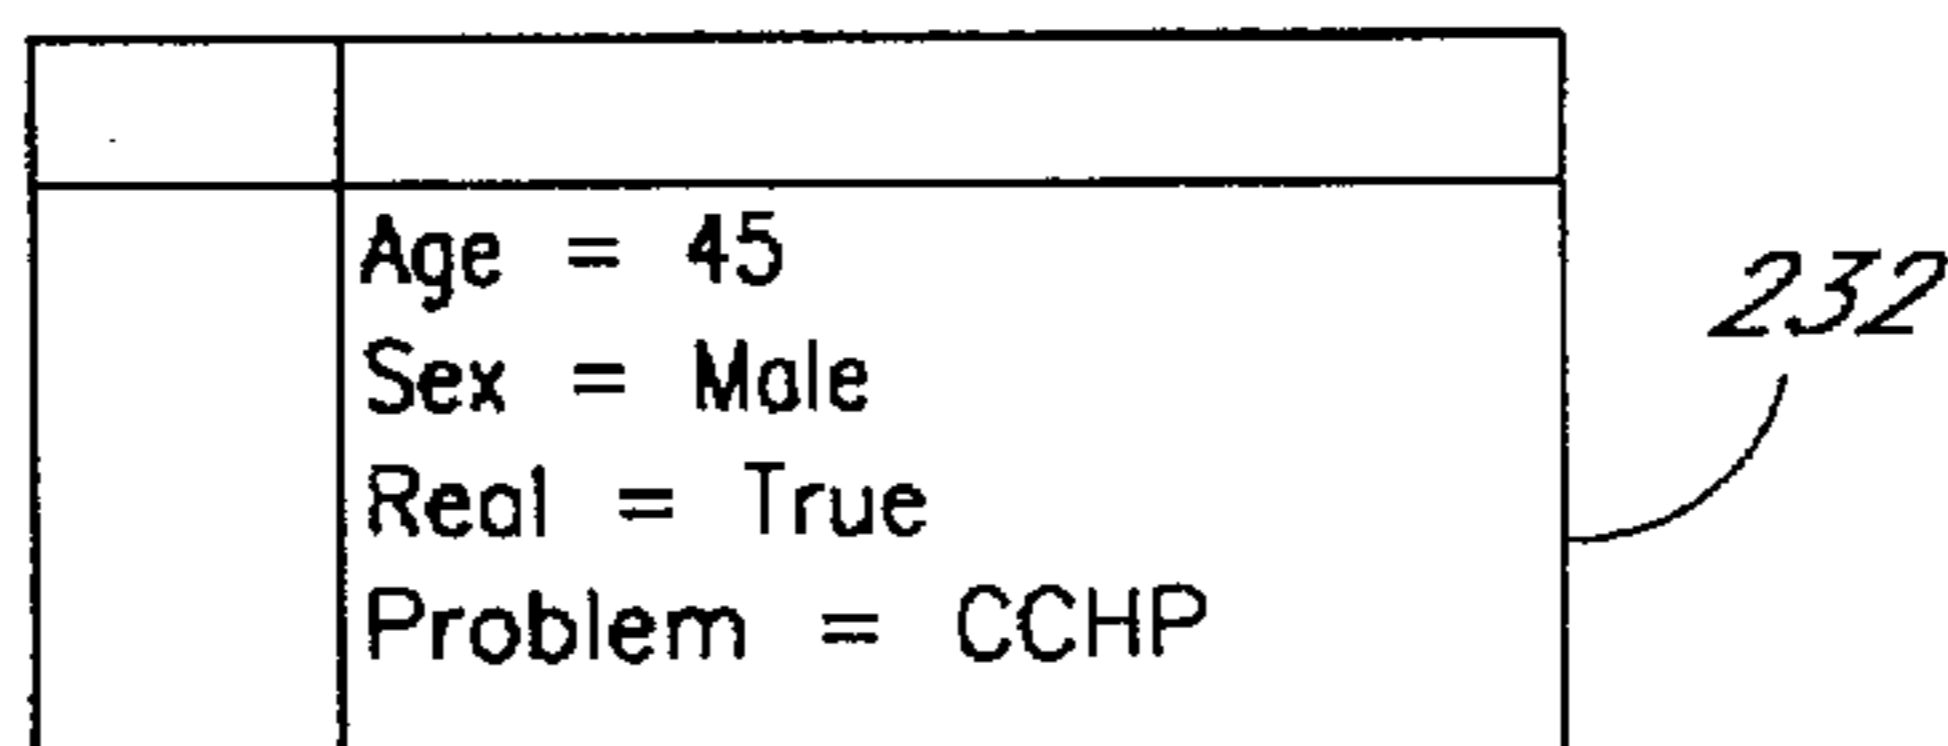 Age = 45
Sex = Male
Real = True
Problem = CCHP
232